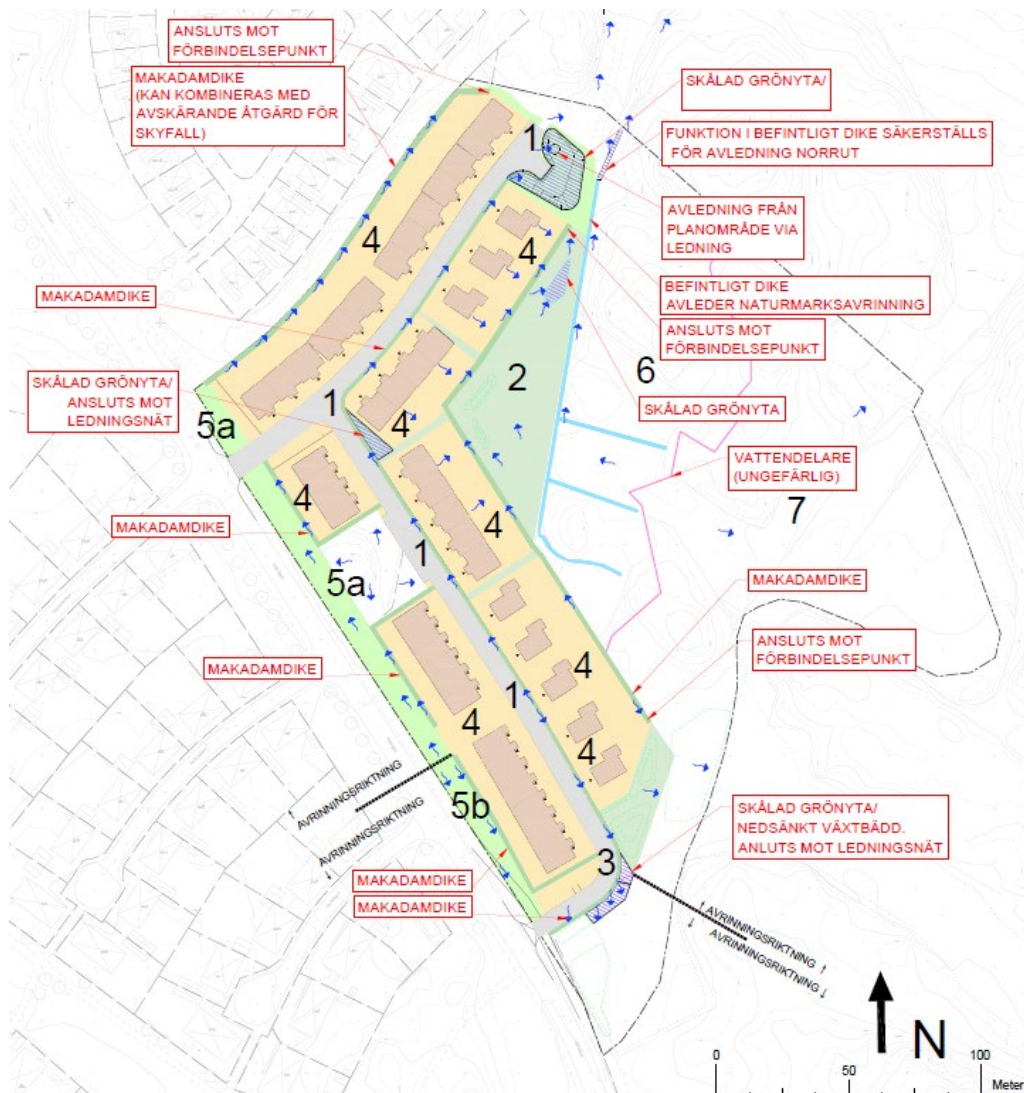 ANSLUTS MOT
FÖRBINDELSEPUNKT
MAKADAMDIKE
(KAN KOMBINERAS MED
AVSKÄRANDE ÅTGÄRD FÖR
SKYFALL)
SKÅLAD GRÖNYTA/
FUNKTION I BEFINTLIGT DIKE SÄKERSTÄLLS
FÖR AVLEDNING NORRUT
1
AVLEDNING FRÅN
PLANOMRÅDE VIA
LEDNING
4
4
MAKADAMDIKE
BEFINTLIGT DIKE
AVLEDER NATURMARKSAVRINNING
ANSLUTS MOT
FÖRBINDELSEPUNKT
6
2
SKÅLAD GRÖNYTA/
ANSLUTS MOT
LEDNINGSNÄT
1
SKÅLAD GRÖNYTA
5a
4
VATTENDELARE
(UNGEFÄRLIG)
4
7
MAKADAMDIKE
4
1
5a
MAKADAMDIKE
ANSLUTS MOT
FÖRBINDELSEPUNKT
MAKADAMDIKE
4
1
4
4
AVRINNINGSRIKTNING
AVRINNINGSRIKTNING
5b
SKÅLAD GRÖNYTA/
NEDSÄNKT VÄXTBÄDD.
ANLUTS MOT LEDNINGSNÄT
3
MAKADAMDIKE
MAKADAMDIKE
AVRINNINGSRIKTNING
AVRINNINGSRIKTNING
N
0
50
100
Meter